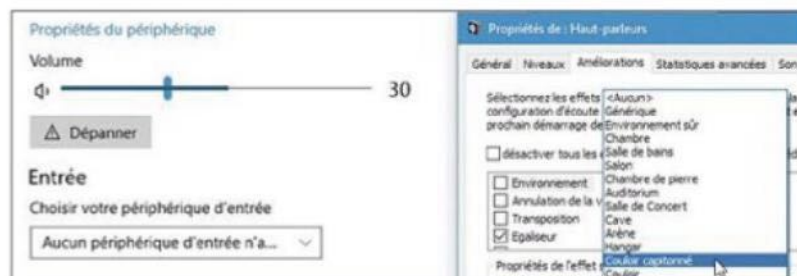 Propriétés du périphérique
Volume
30
Dépanner
Entrée
Choisir votre périphérique d'entrée
Aucun périphérique d'entrée n'a...
Propriétés de : Haut-parleurs
Général Niveaux Améliorations Statistiques avancées
Sélectionnez les effets
configuration d'écoute
prochain démarrage de
désactiver tous les
Environnement
Annulation de la v
Transposition
Egaliseur
Propriétés de l'effet
<Aucun>
Générique
Environnement sûr
Chambre
Salle de bains
Salon
Chambre de pierre
Auditorium
Salle de Concert
Cave
Arène
Hangar
Couloir capitonné
Couloir